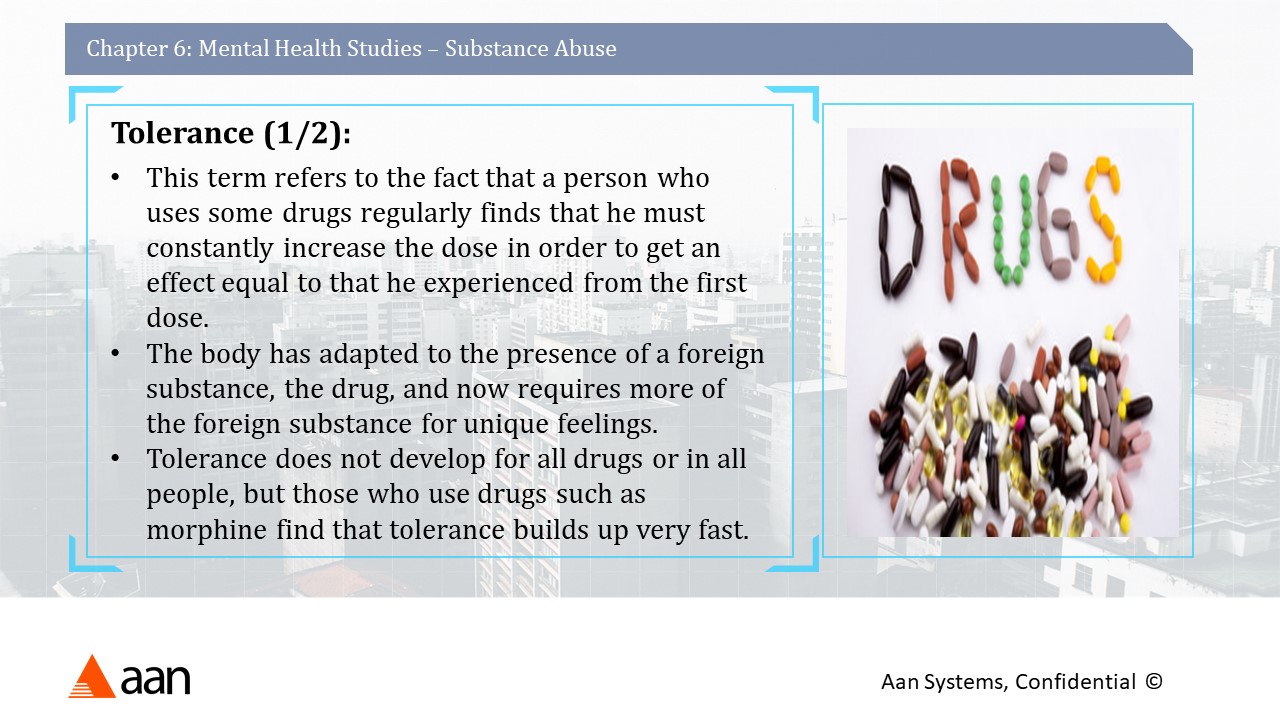 Chapter 6: Mental Health Studies – Substance Abuse
Tolerance (1/2):
• This term refers to the fact that a person who
uses some drugs regularly finds that he must
constantly increase the dose in order to get an
effect equal to that he experienced from the first
dose.
• The body has adapted to the presence of a foreign
substance, the drug, and now requires more of
the foreign substance for unique feelings.
• Tolerance does not develop for all drugs or in all
people, but those who use drugs such as
morphine find that tolerance builds up very fast.
DRUGS
aan
Aan Systems, Confidential ©